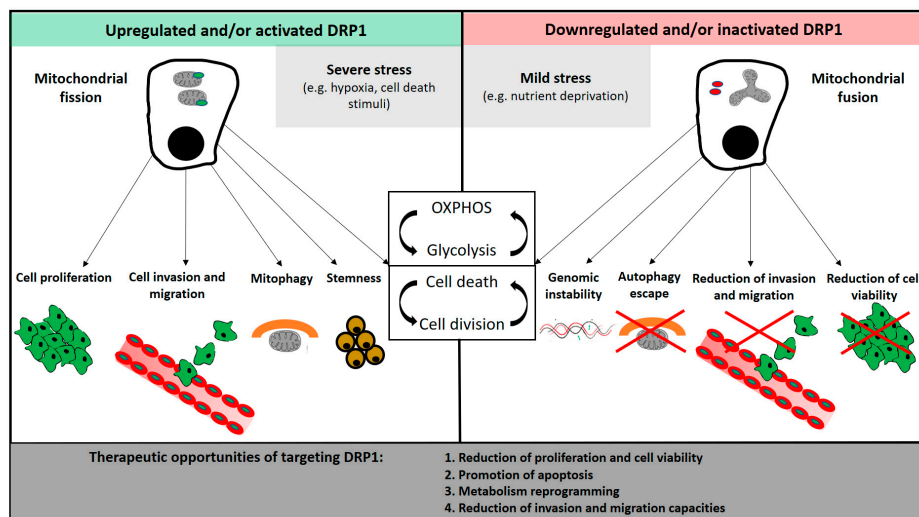 Upregulated and/or activated DRP1
Downregulated and/or inactivated DRP1
Mitochondrial
fission
Severe stress
(e.g. hypoxia, cell death
stimuli)
Mild stress
(e.g. nutrient deprivation)
Mitochondrial
fusion
OXPHOS
Glycolysis
Cell death
Cell division
Cell proliferation
Cell invasion and
migration
Mitophagy
Stemness
Genomic
instability
Autophagy
escape
Reduction of invasion
and migration
Reduction of cell
viability
Therapeutic opportunities of targeting DRP1:
1. Reduction of proliferation and cell viability
2. Promotion of apoptosis
3. Metabolism reprogramming
4. Reduction of invasion and migration capacities